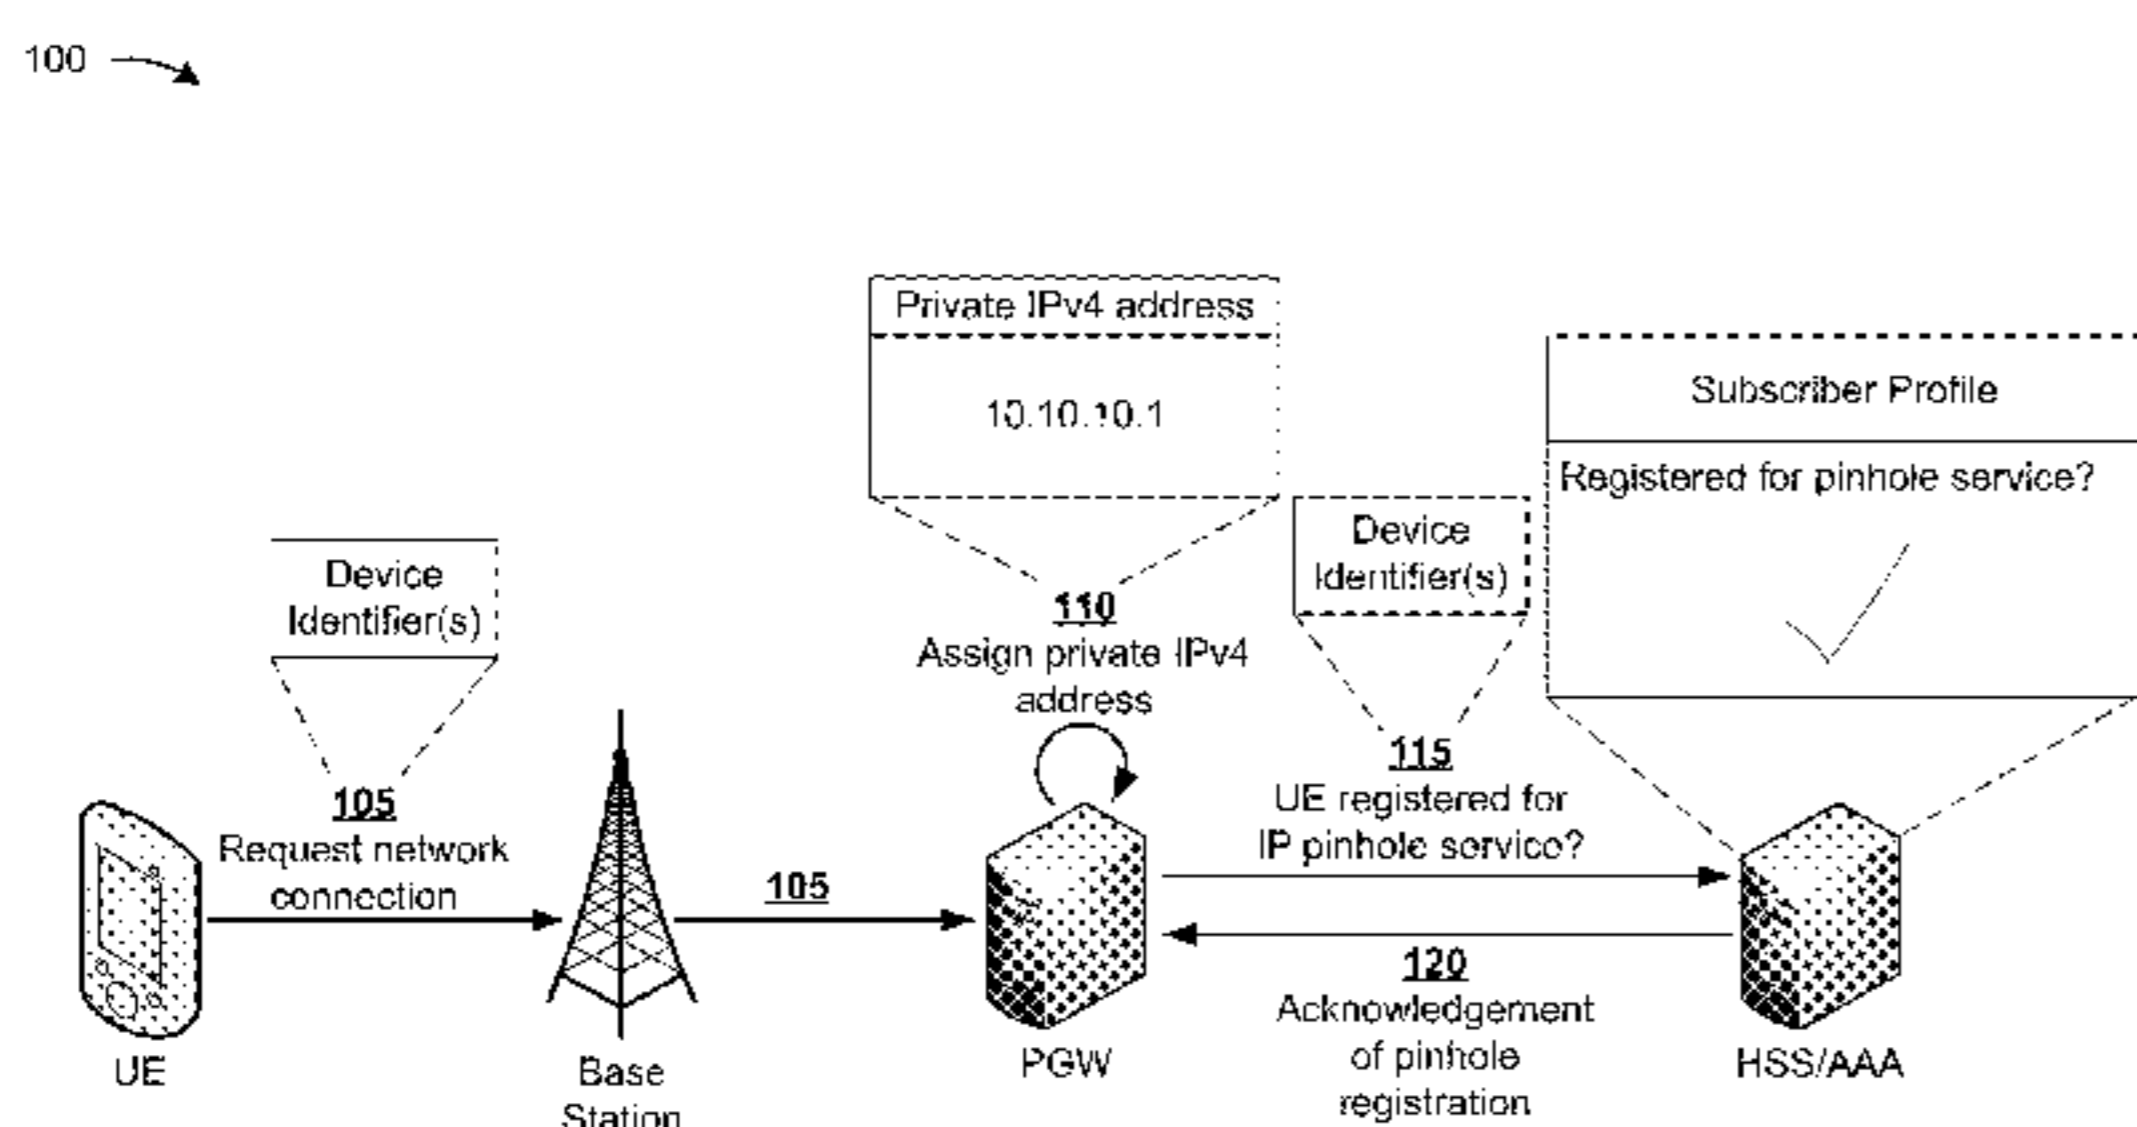 100
Private IPv4 address
10.10.10.1
Subscriber Profile
Registered for pinhole service?
Device
Identifier(s)
Device
Identifier(s)
110
Assign private IPv4
address
115
UE registered for
IP pinhole service?
105
Request network
connection
105
120
Acknowledgement
of pinhole
registration
UE
Base
Station
PGW
HSS/AAA